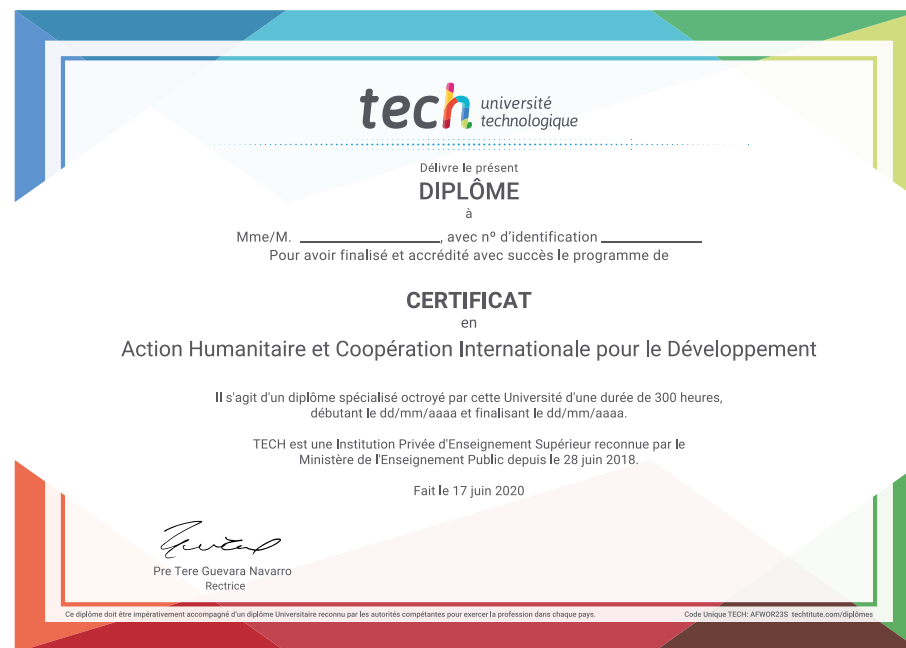 tech université
technologique
Délivre le présent
DIPLÔME
à
Mme/M. ____________, avec nº d'identification ____________
Pour avoir finalisé et accrédité avec succès le programme de
CERTIFICAT
en
Action Humanitaire et Coopération Internationale pour le Développement
Il s'agit d'un diplôme spécialisé octroyé par cette Université d'une durée de 300 heures,
débutant le dd/mm/aaaa et finalisant le dd/mm/aaaa.
TECH est une Institution Privée d'Enseignement Supérieur reconnue par le
Ministère de l'Enseignement Public depuis le 28 juin 2018.
Fait le 17 juin 2020
Pre Tere Guevara Navarro
Rectrice
Ce diplôme doit être impérativement accompagné d'un diplôme Universitaire reconnu par les autorités compétantes pour exercer la profession dans chaque pays.
Code Unique TECH: AFWOR23S techtitute.com/diplômes